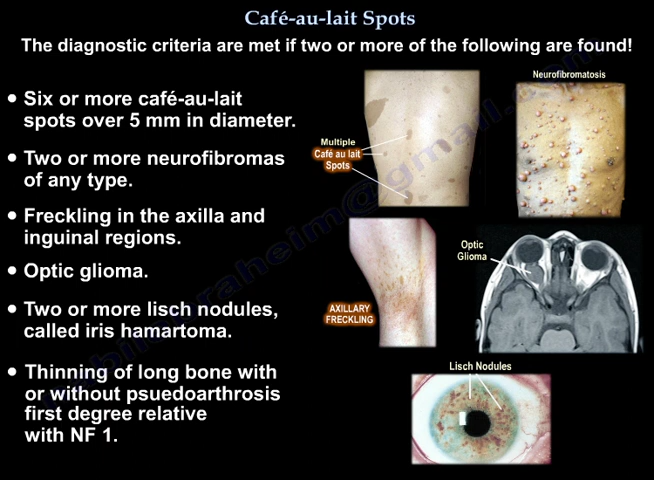 Café-au-lait Spots
The diagnostic criteria are met if two or more of the following are found!
• Six or more café-au-lait
spots over 5 mm in diameter.
• Two or more neurofibromas
of any type.
• Freckling in the axilla and
inguinal regions.
• Optic glioma.
• Two or more lisch nodules,
called iris hamartoma.
• Thinning of long bone with
or without psuedoarthrosis
first degree relative
with NF 1.
Multiple
Café au lait
Spots
Neurofibromatosis
AXILLARY
FRECKLING
Optic
Glioma
Lisch Nodules